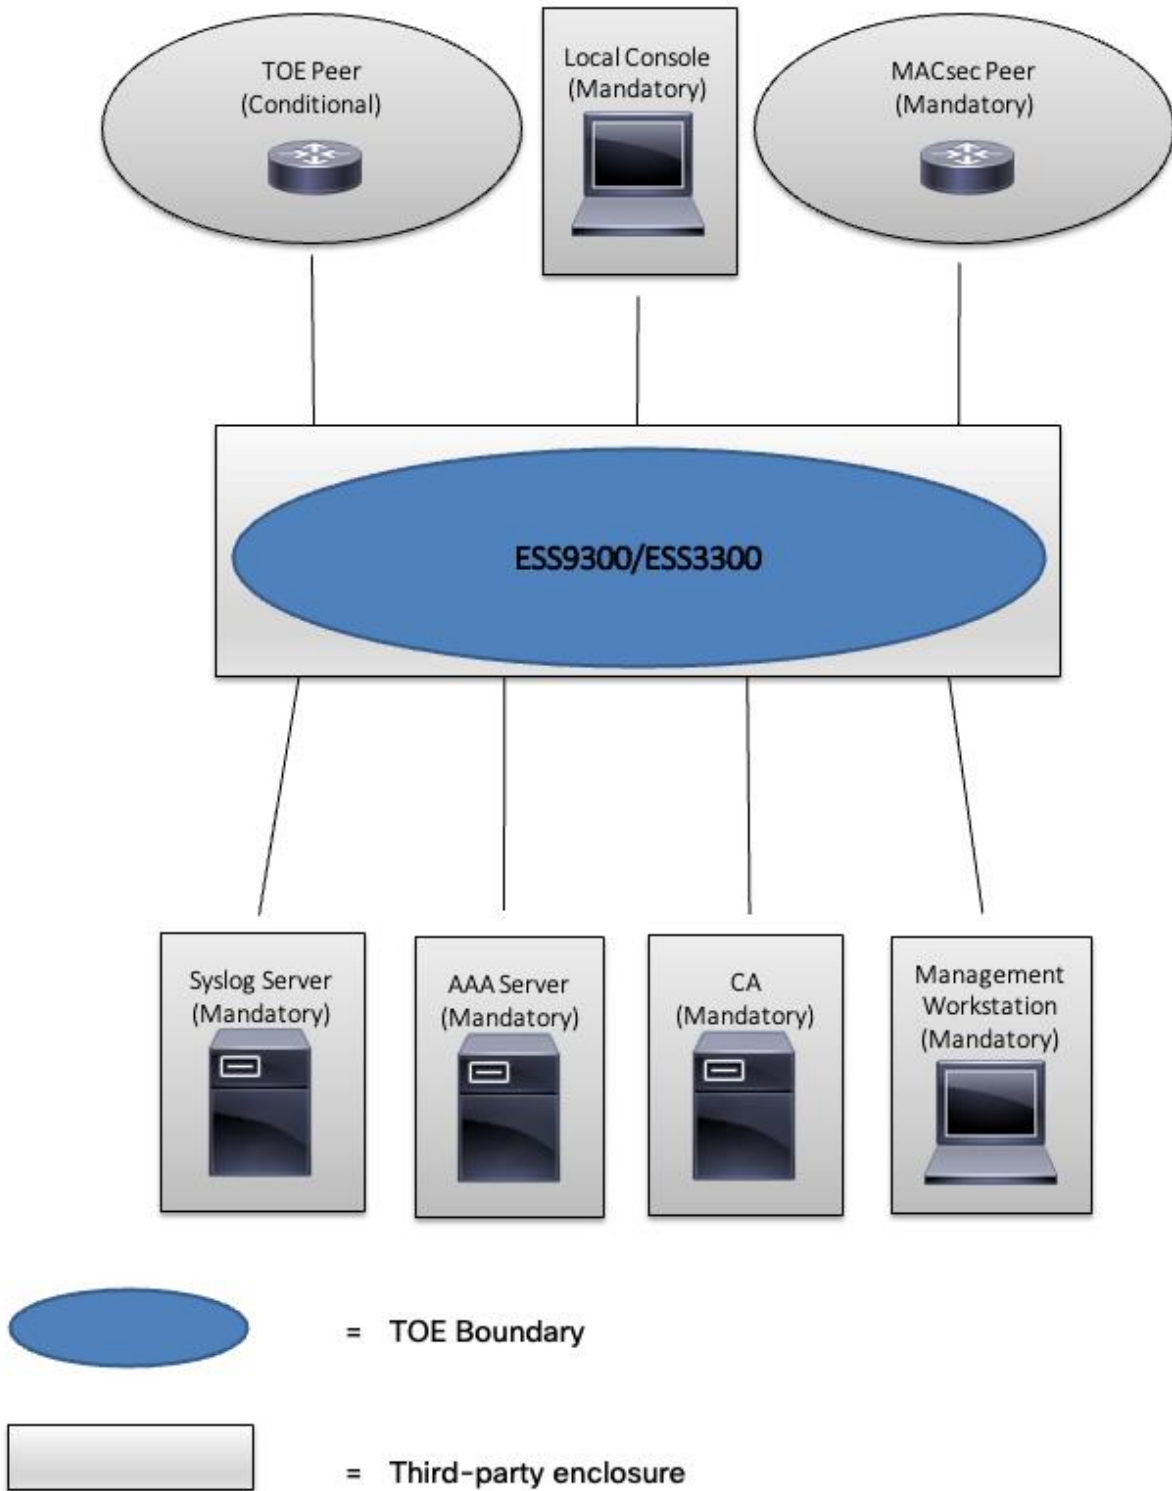 TOE Peer
(Conditional)
Local Console
(Mandatory)
MACsec Peer
(Mandatory)
ESS9300/ESS3300
Syslog Server
(Mandatory)
AAA Server
(Mandatory)
CA
(Mandatory)
Management
Workstation
(Mandatory)
= TOE Boundary
= Third-party enclosure